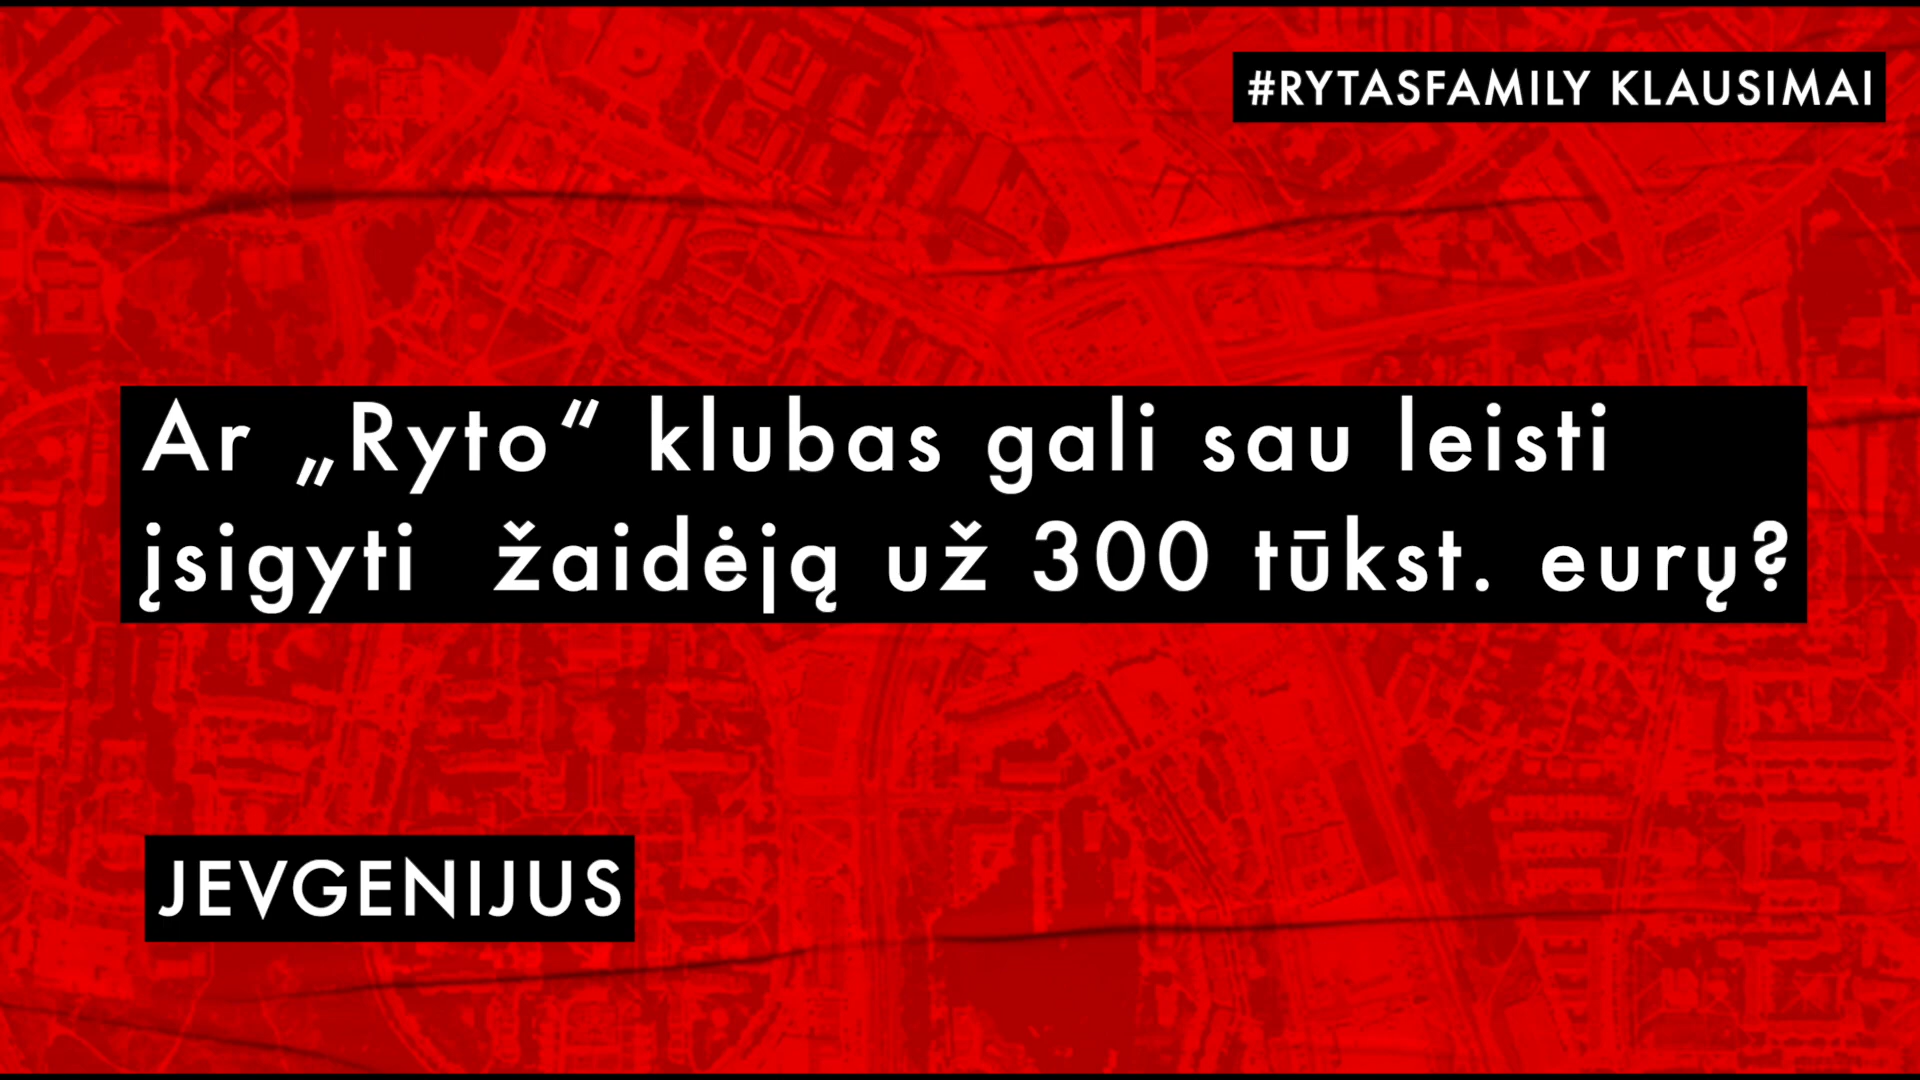 #RYTASFAMILY KLAUSIMAI
Ar „Ryto“ klubas gali sau leisti
įsigyti žaidėją už 300 tūkst. eurų?
JEVGENIJUS